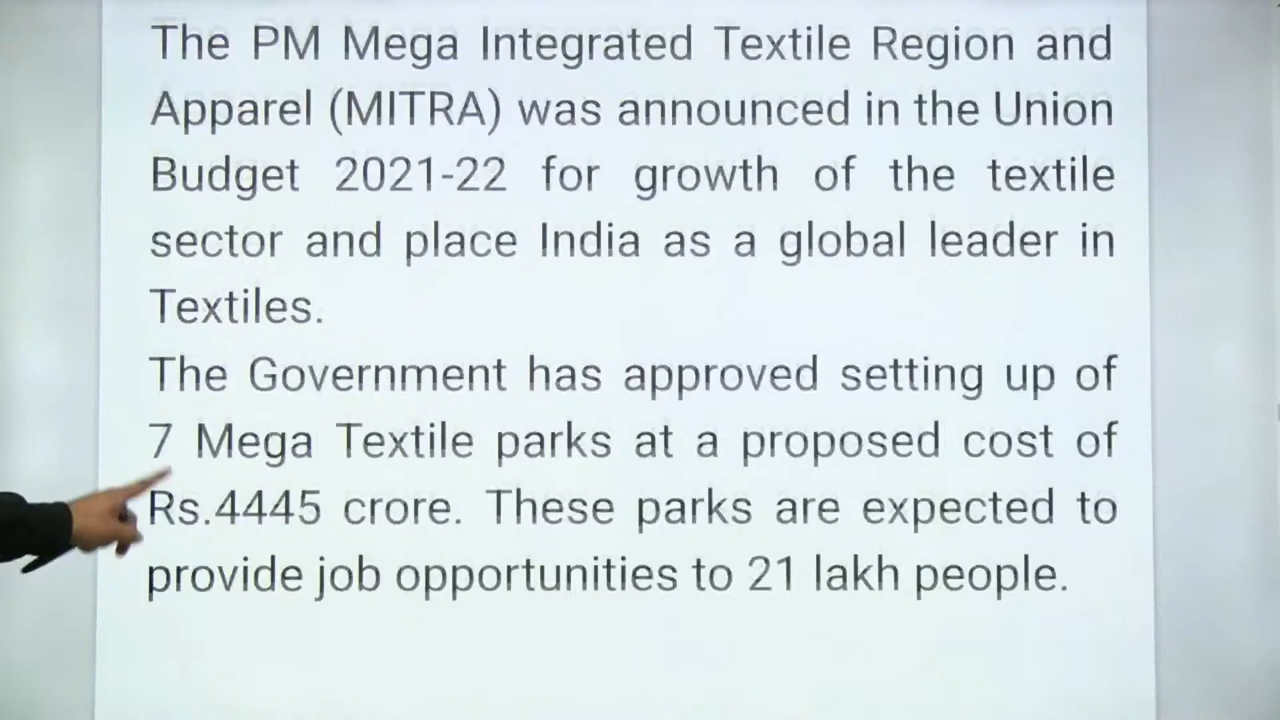 The PM Mega Integrated Textile Region and
Apparel (MITRA) was announced in the Union
Budget 2021-22 for growth of the textile
sector and place India as a global leader in
Textiles.
The Government has approved setting up of
7 Mega Textile parks at a proposed cost of
Rs.4445 crore. These parks are expected to
provide job opportunities to 21 lakh people.